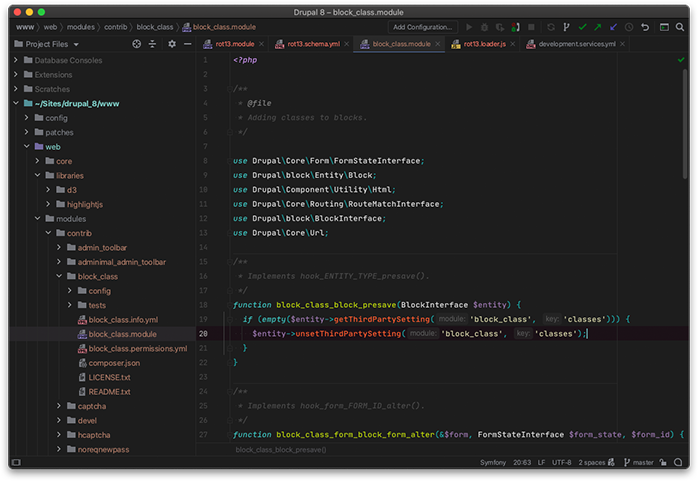 Drupal 8 – block_class.module
www › web › modules › contrib › block_class › block_class.module
Add Configuration...
Project Files
rot13.module
rot13.schema.yml
block_class.module
rot13.loader.js
development.services.yml
Database Consoles
Extensions
Scratches
~/Sites/drupal_8/www
config
patches
web
core
libraries
d3
highlightjs
modules
contrib
admin_toolbar
adminimal_admin_toolbar
block_class
config
tests
block_class.info.yml
block_class.module
block_class.permissions.yml
composer.json
LICENSE.txt
README.txt
captcha
devel
hcaptcha
noreqnewpass
1 <?php
2
3 /**
4 * @file
5 * Adding classes to blocks.
6 */
7
8 use Drupal\Core\Form\FormStateInterface;
9 use Drupal\block\Entity\Block;
10 use Drupal\Component\Utility\Html;
11 use Drupal\Core\Routing\RouteMatchInterface;
12 use Drupal\block\BlockInterface;
13 use Drupal\Core\Url;
14
15 /**
16 * Implements hook_ENTITY_TYPE_presave().
17 */
18 function block_class_block_presave(BlockInterface $entity) {
19 if (empty($entity->getThirdPartySetting( module: 'block_class', key: 'classes'))) {
20 $entity->unsetThirdPartySetting( module: 'block_class', key: 'classes');
21 }
22 }
23
24 /**
25 * Implements hook_form_FORM_ID_alter().
26 */
27 function block_class_form_block_form_alter(&$form, FormStateInterface $form_state, $form_id) {
block_class_block_presave()
Symfony 20:63 LF UTF-8 2 spaces master